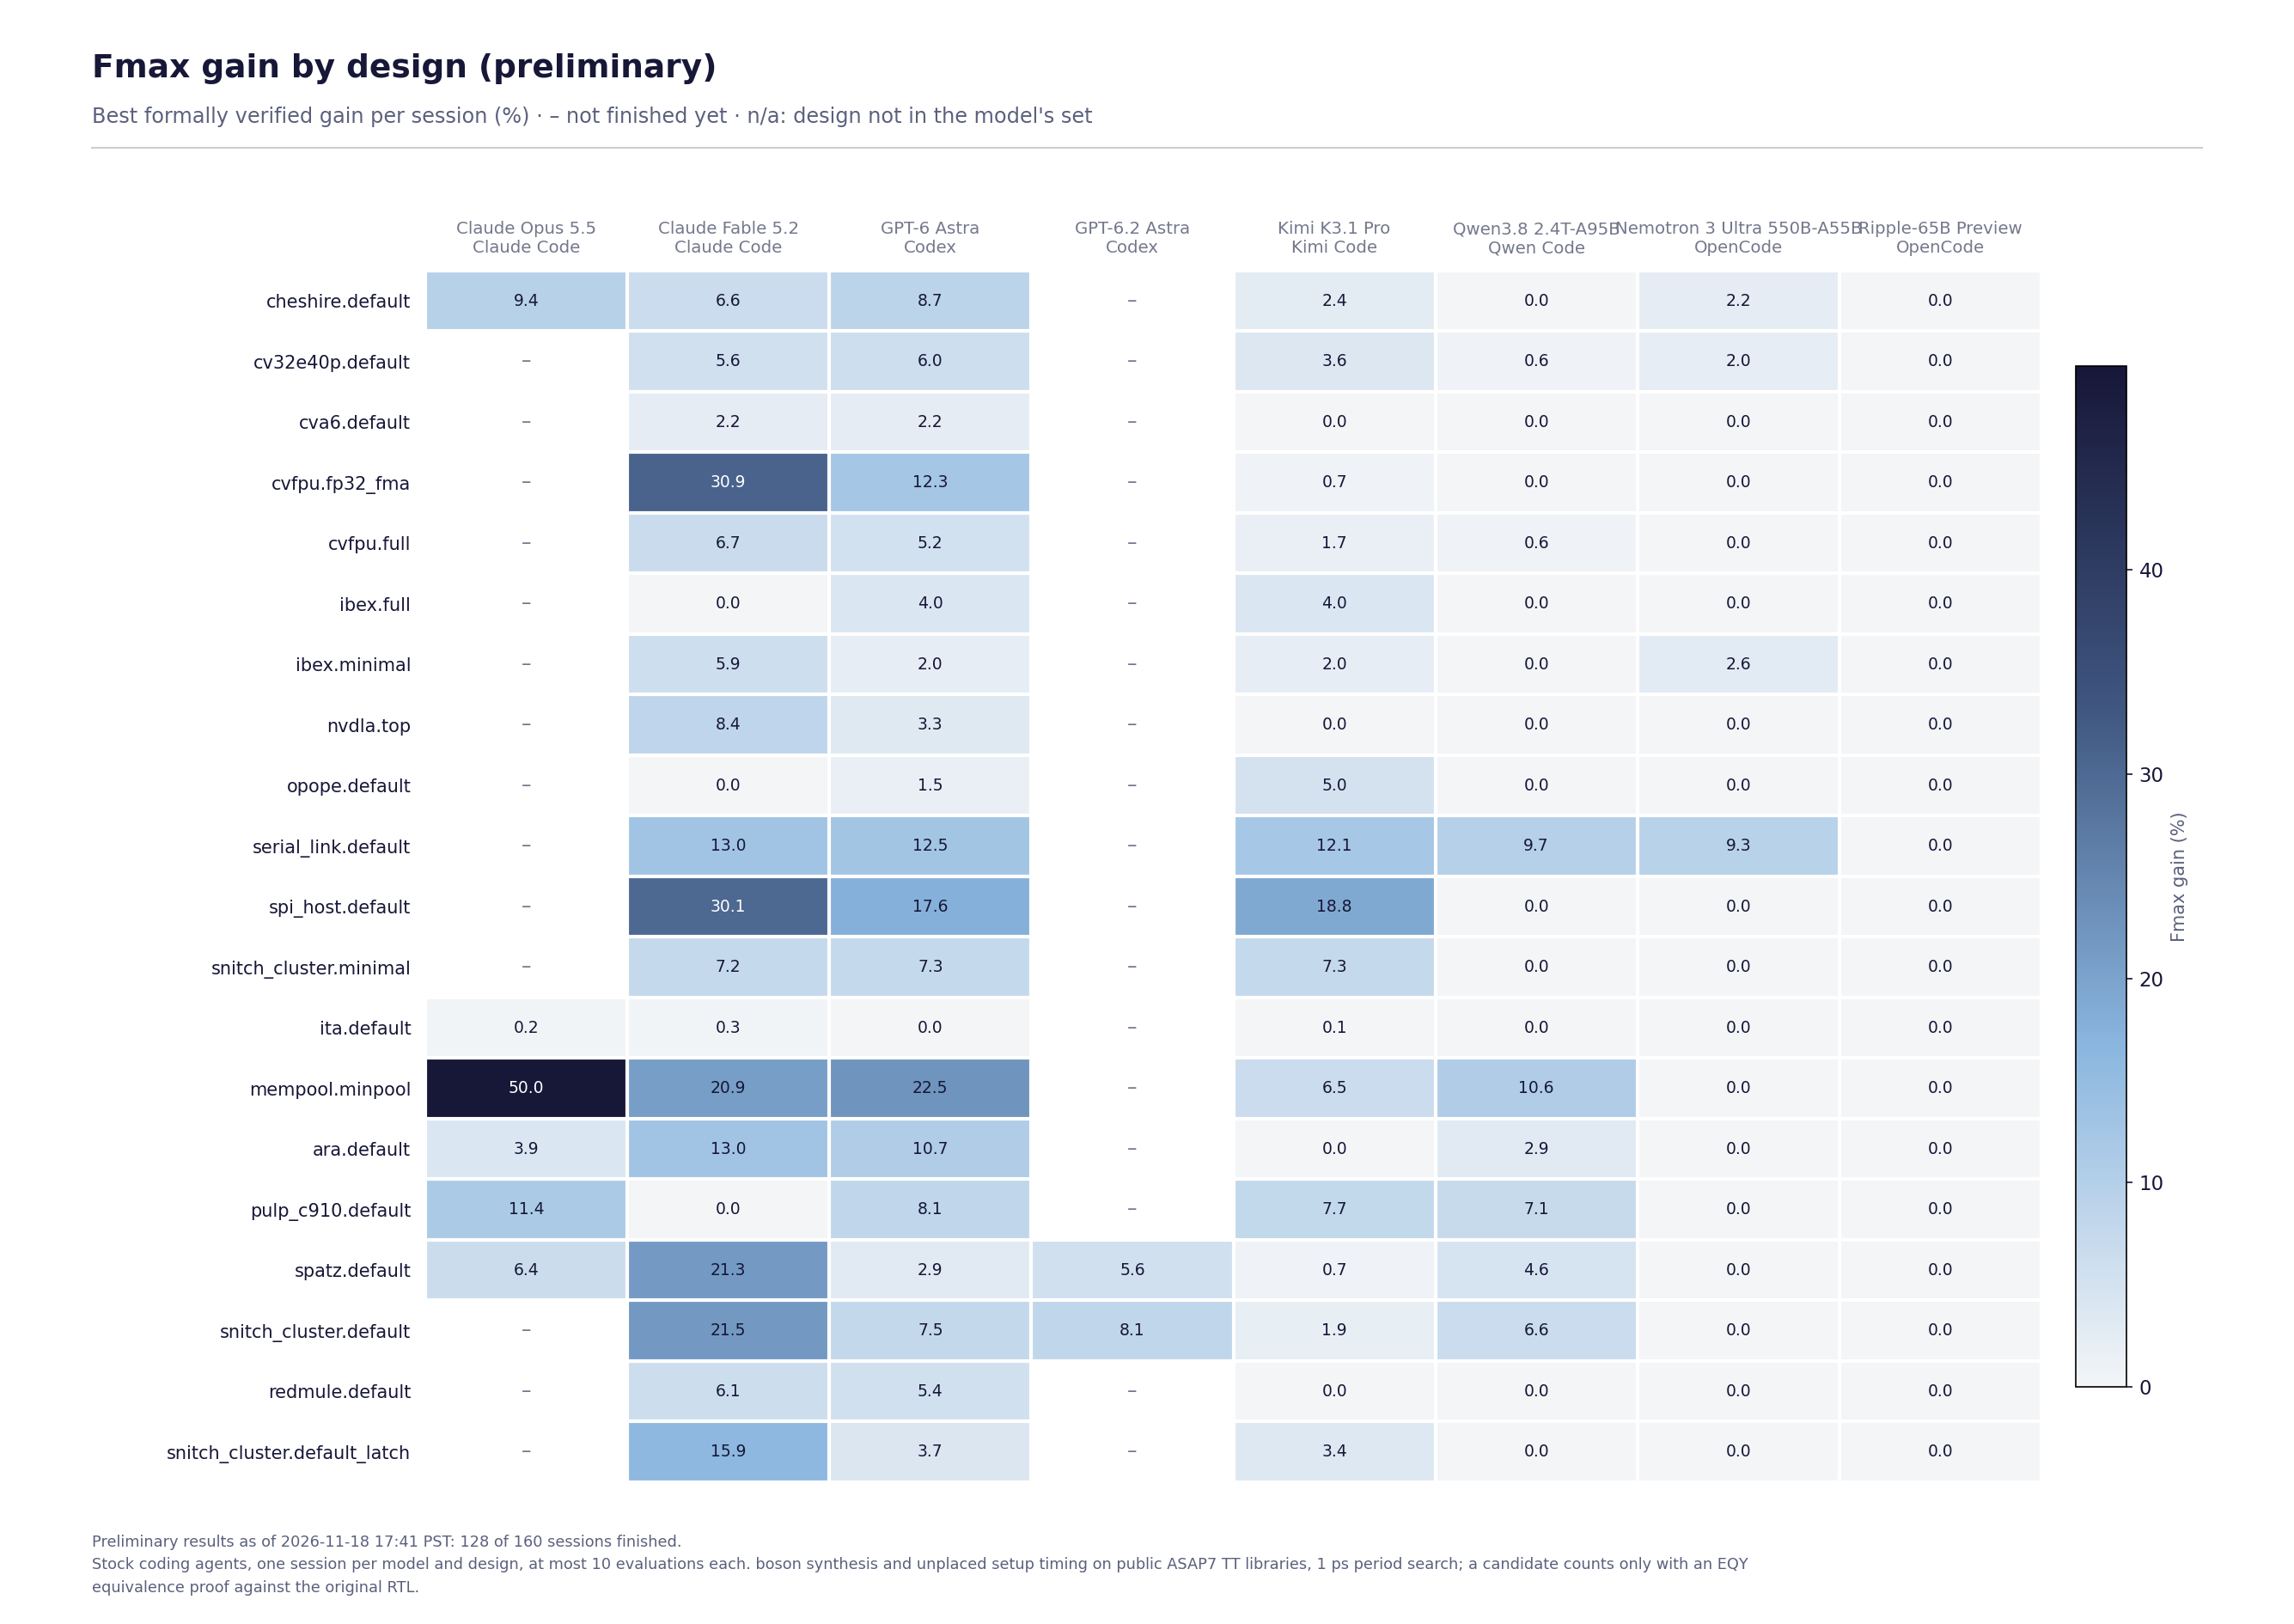 Fmax gain by design (preliminary)
Best formally verified gain per session (%) · – not finished yet · n/a: design not in the model's set
Claude Opus 5.5 Claude Fable 5.2 GPT-6 Astra GPT-6.2 Astra Kimi K3.1 Pro Qwen3.8 2.4T-A95B Nemotron 3 Ultra 550B-A55B Ripple-65B Preview
Claude Code Claude Code Codex Codex Kimi Code Qwen Code OpenCode OpenCode
cheshire.default 9.4 6.6 8.7 – 2.4 0.0 2.2 0.0
cv32e40p.default – 5.6 6.0 – 3.6 0.6 2.0 0.0
cva6.default – 2.2 2.2 – 0.0 0.0 0.0 0.0
cvfpu.fp32_fma – 30.9 12.3 – 0.7 0.0 0.0 0.0
cvfpu.full – 6.7 5.2 – 1.7 0.6 0.0 0.0
ibex.full – 0.0 4.0 – 4.0 0.0 0.0 0.0
ibex.minimal – 5.9 2.0 – 2.0 0.0 2.6 0.0
nvdla.top – 8.4 3.3 – 0.0 0.0 0.0 0.0
opope.default – 0.0 1.5 – 5.0 0.0 0.0 0.0
serial_link.default – 13.0 12.5 – 12.1 9.7 9.3 0.0
spi_host.default – 30.1 17.6 – 18.8 0.0 0.0 0.0
snitch_cluster.minimal – 7.2 7.3 – 7.3 0.0 0.0 0.0
ita.default 0.2 0.3 0.0 – 0.1 0.0 0.0 0.0
mempool.minpool 50.0 20.9 22.5 – 6.5 10.6 0.0 0.0
ara.default 3.9 13.0 10.7 – 0.0 2.9 0.0 0.0
pulp_c910.default 11.4 0.0 8.1 – 7.7 7.1 0.0 0.0
spatz.default 6.4 21.3 2.9 5.6 0.7 4.6 0.0 0.0
snitch_cluster.default – 21.5 7.5 8.1 1.9 6.6 0.0 0.0
redmule.default – 6.1 5.4 – 0.0 0.0 0.0 0.0
snitch_cluster.default_latch – 15.9 3.7 – 3.4 0.0 0.0 0.0
40
30
20
10
0
Fmax gain (%)
Preliminary results as of 2026-11-18 17:41 PST: 128 of 160 sessions finished.
Stock coding agents, one session per model and design, at most 10 evaluations each. boson synthesis and unplaced setup timing on public ASAP7 TT libraries, 1 ps period search; a candidate counts only with an EQY
equivalence proof against the original RTL.